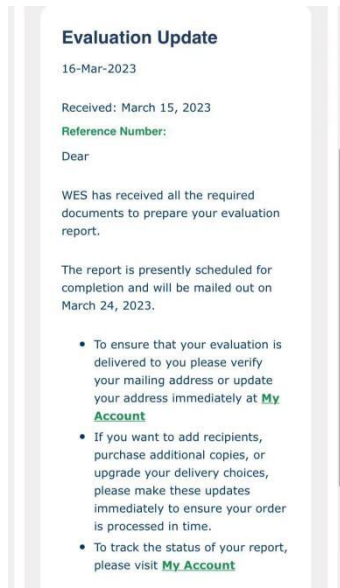 Evaluation Update
16-Mar-2023
Received: March 15, 2023
Reference Number:
Dear
WES has received all the required
documents to prepare your evaluation
report.
The report is presently scheduled for
completion and will be mailed out on
March 24, 2023.
• To ensure that your evaluation is
delivered to you please verify
your mailing address or update
your address immediately at My
Account
• If you want to add recipients,
purchase additional copies, or
upgrade your delivery choices,
please make these updates
immediately to ensure your order
is processed in time.
• To track the status of your report,
please visit My Account